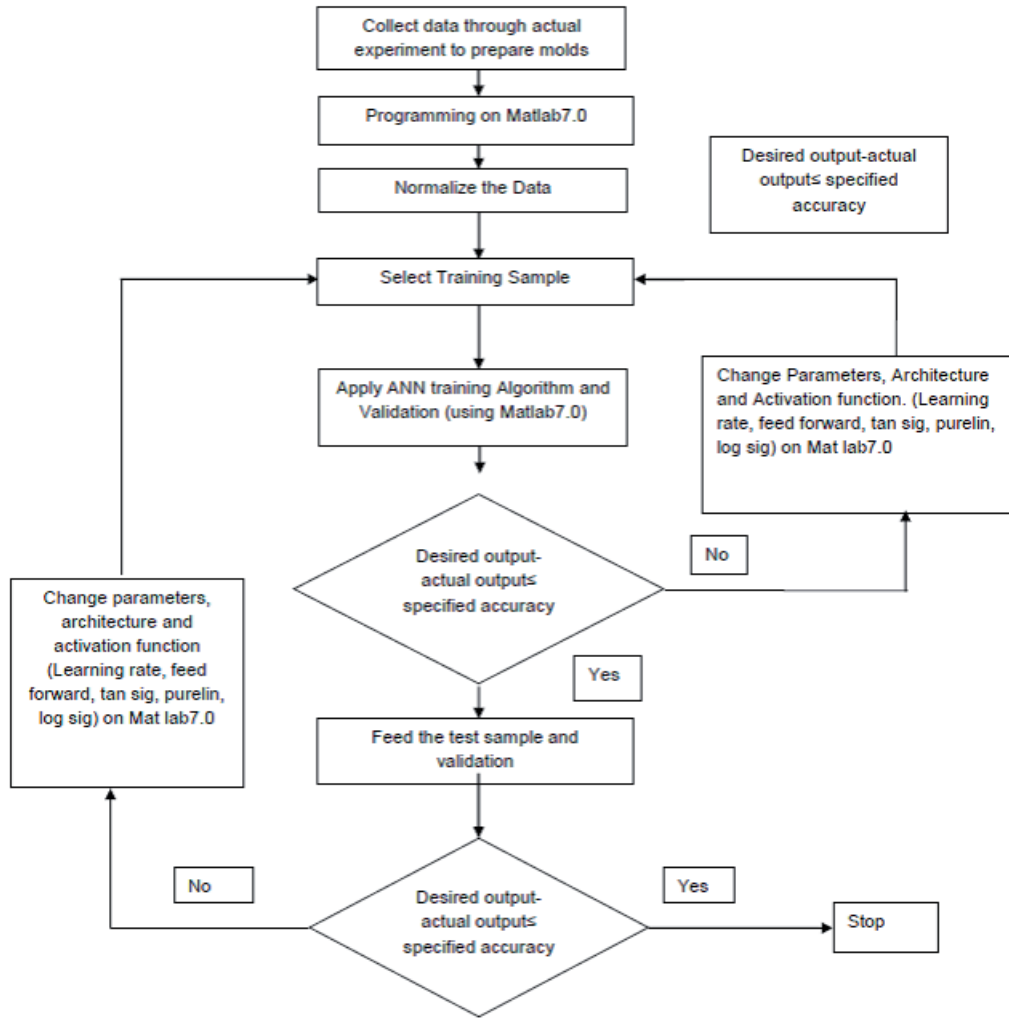 Collect data through actual
experiment to prepare molds
Programming on Matlab7.0
Normalize the Data
Desired output-actual
output≤ specified
accuracy
Select Training Sample
Apply ANN training Algorithm and
Validation (using Matlab7.0)
Change Parameters, Architecture
and Activation function. (Learning
rate, feed forward, tan sig, purelin,
log sig) on Mat lab7.0
Desired output-
actual output≤
specified accuracy
No
Yes
Change parameters,
architecture and
activation function
(Learning rate, feed
forward, tan sig, purelin,
log sig) on Mat lab7.0
Feed the test sample and
validation
No
Desired output-
actual output≤
specified accuracy
Yes
Stop